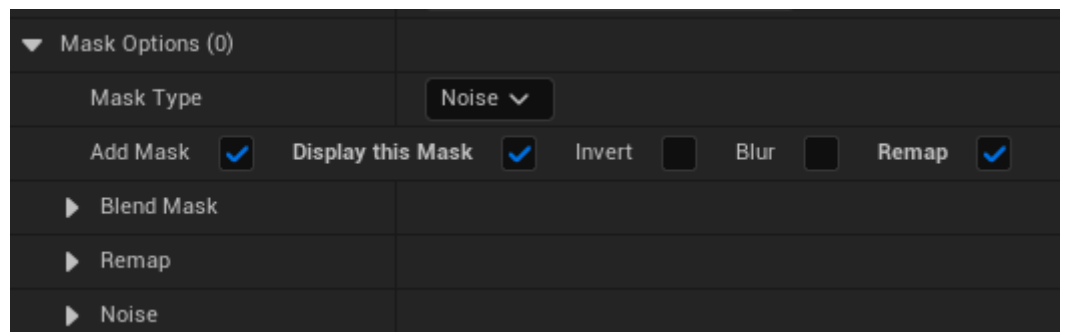 Mask Options (0)
Mask Type Noise
Add Mask Display this Mask Invert Blur Remap
Blend Mask
Remap
Noise